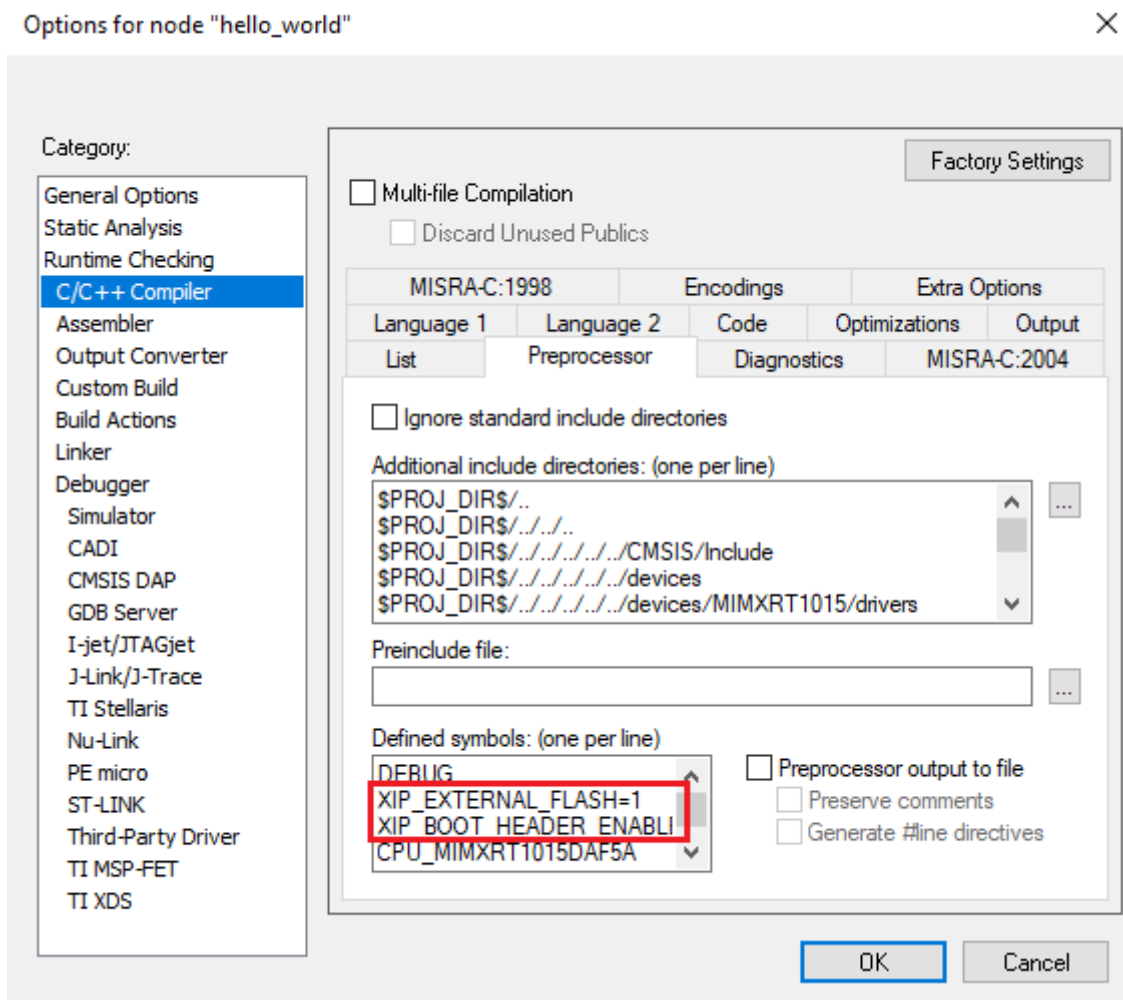 Options for node "hello_world"
Category:
Factory Settings
General Options
Static Analysis
Runtime Checking
C/C++ Compiler
Assembler
Output Converter
Custom Build
Build Actions
Linker
Debugger
Simulator
CADI
CMSIS DAP
GDB Server
I-jet/JTAGjet
J-Link/J-Trace
TI Stellaris
Nu-Link
PE micro
ST-LINK
Third-Party Driver
TI MSP-FET
TI XDS
Multi-file Compilation
Discard Unused Publics
MISRA-C:1998 Encodings Extra Options
Language 1 Language 2 Code Optimizations Output
List Preprocessor Diagnostics MISRA-C:2004
Ignore standard include directories
Additional include directories: (one per line)
$PROJ_DIR$/..
$PROJ_DIR$/../../..
$PROJ_DIR$/../../../../../../CMSIS/Include
$PROJ_DIR$/../../../../../../devices
$PROJ_DIR$/../../../../../../devices/MIMXRT1015/drivers
...
Preinclude file:
...
Defined symbols: (one per line)
DEBUG
XIP_EXTERNAL_FLASH=1
XIP_BOOT_HEADER_ENABLI
CPU_MIMXRT1015DAF5A
Preprocessor output to file
Preserve comments
Generate #line directives
OK Cancel